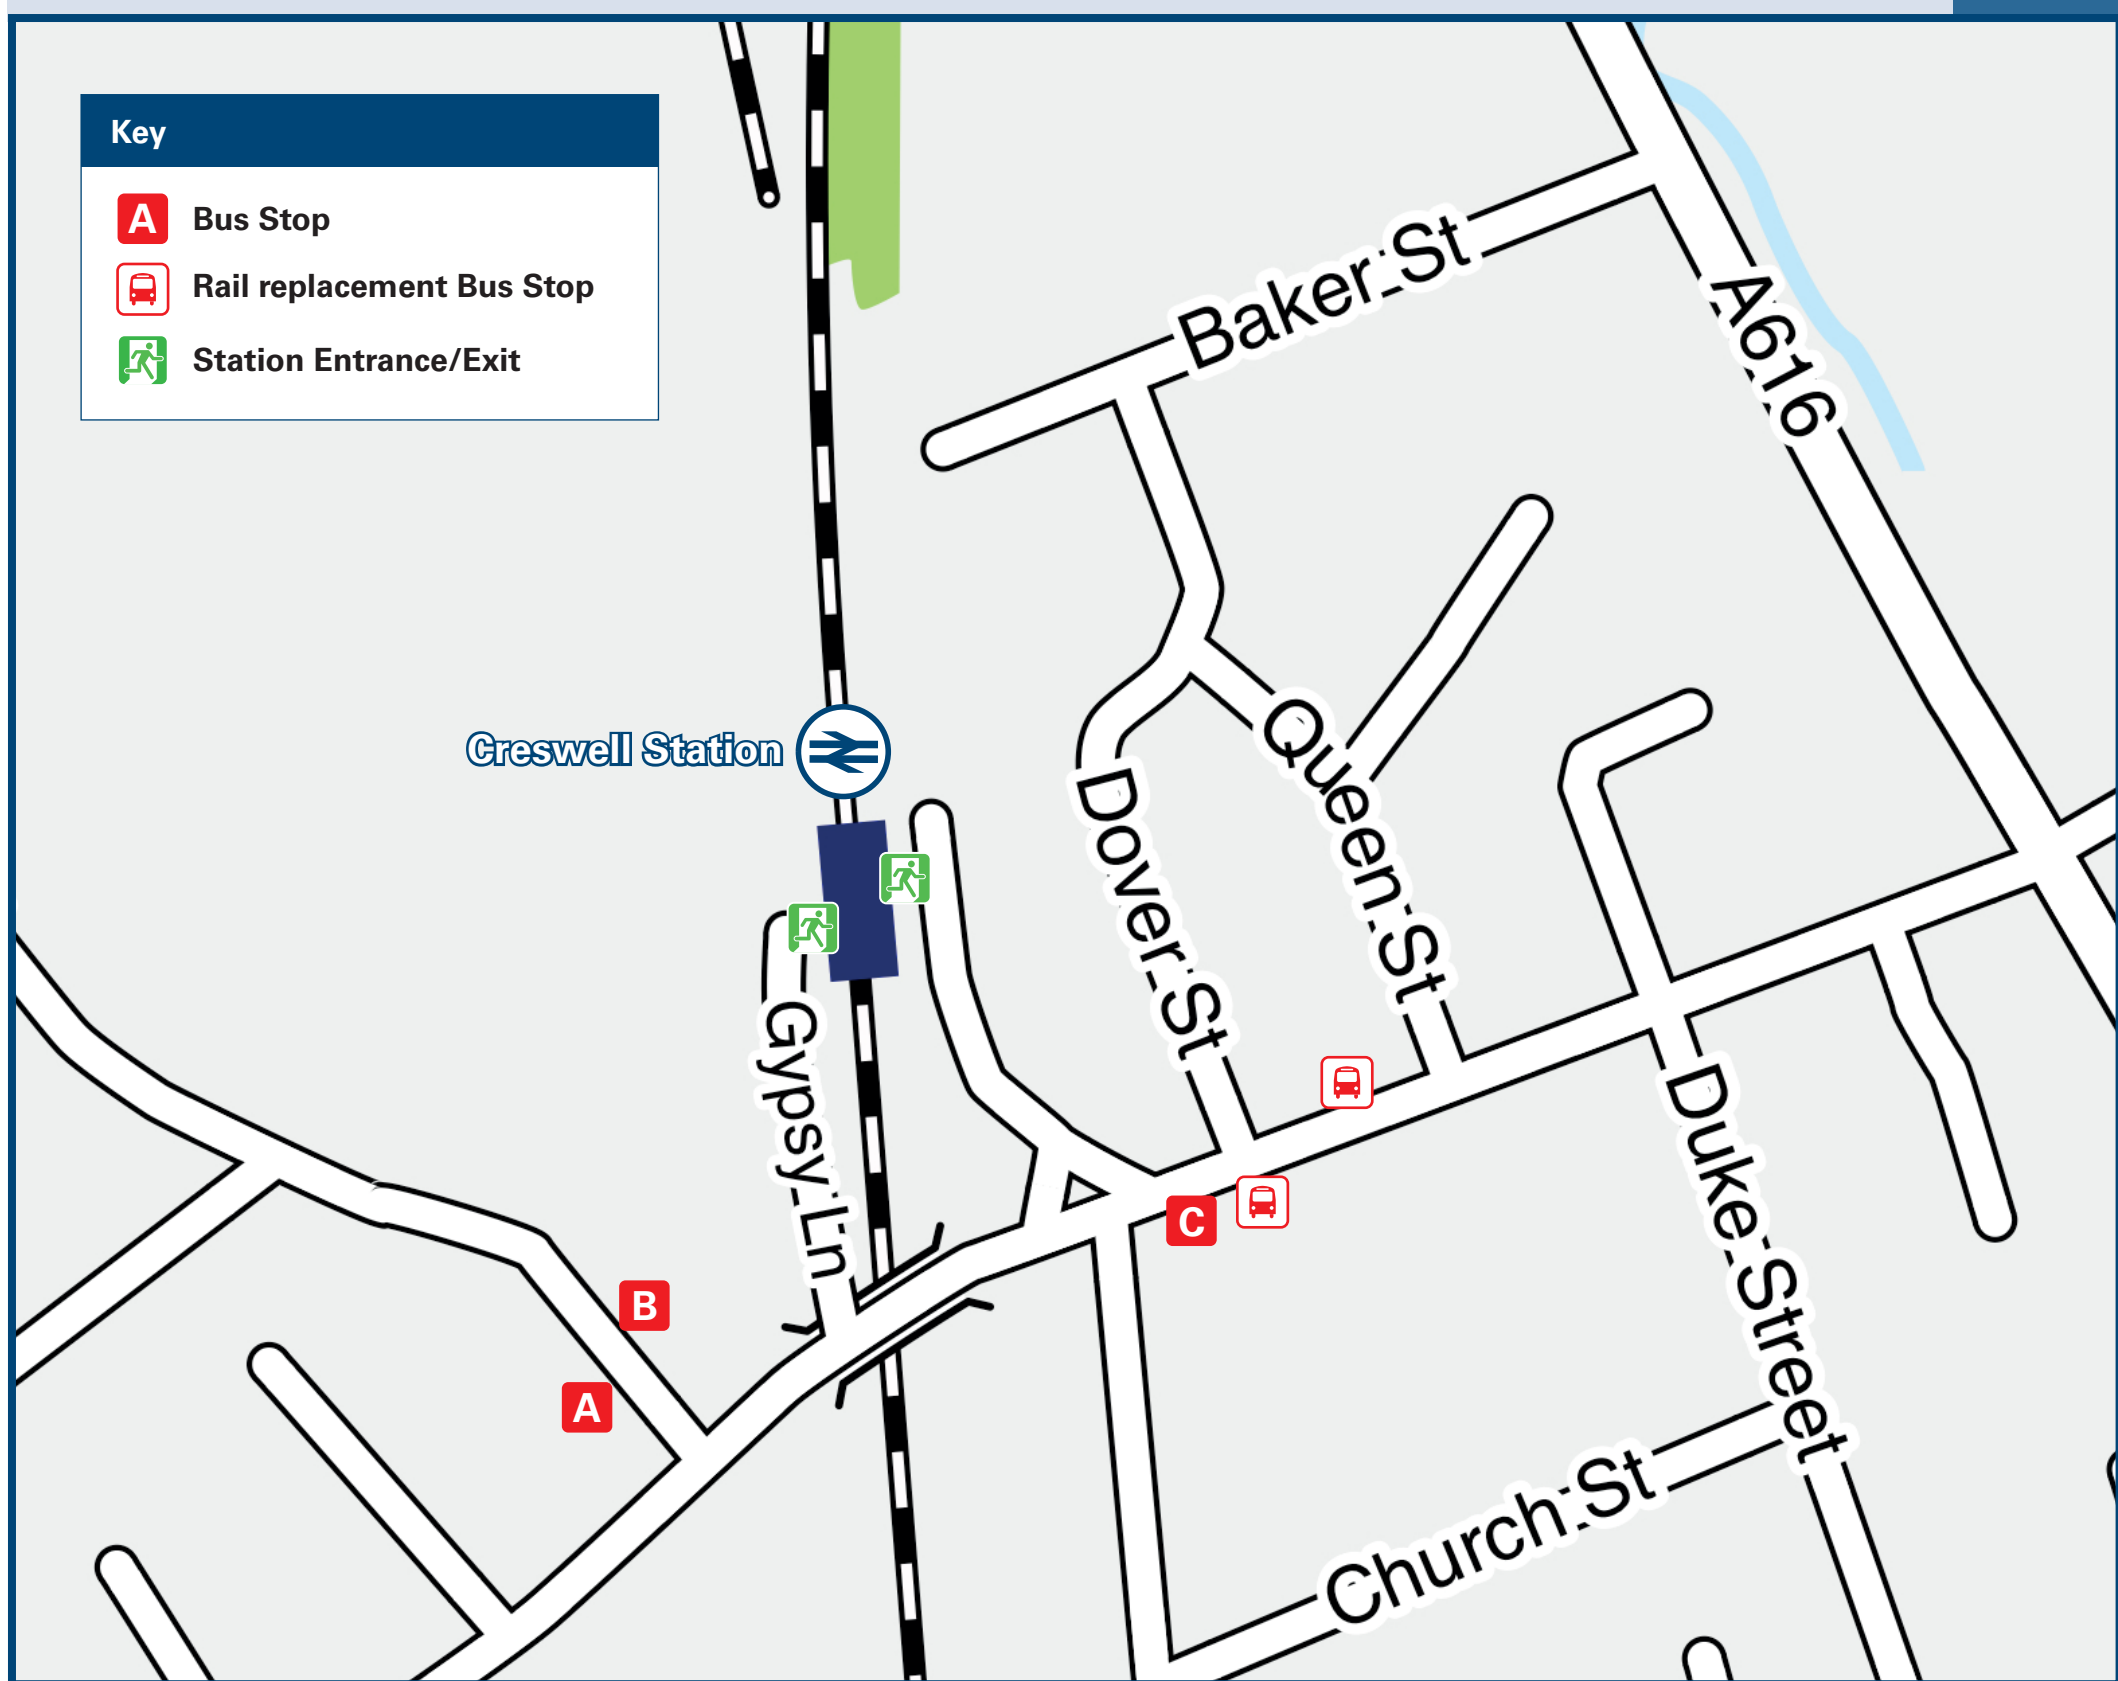 Key
A Bus Stop
Rail replacement Bus Stop
Station Entrance/Exit
Baker St
A616
Creswell Station
Queen St
Dover St
Gypsy Ln
Duke Street
C
B
A
Church St